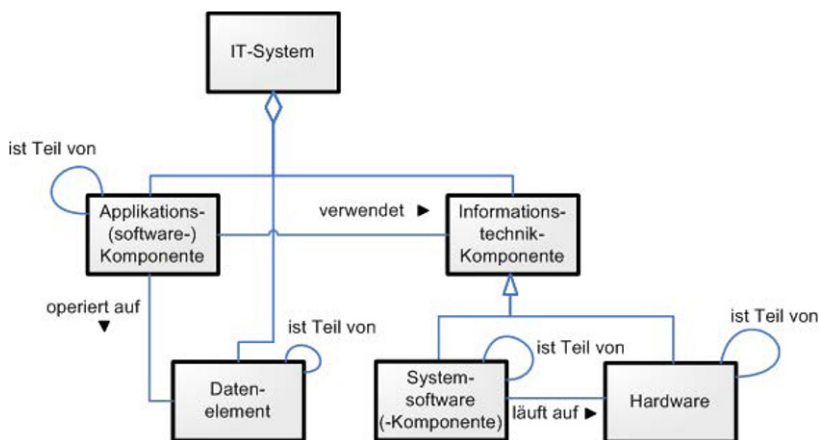 IT-System
ist Teil von
Applikations-
(software-)
Komponente
verwendet ►
Informations-
technik-
Komponente
operiert auf
▼
ist Teil von
Daten-
element
ist Teil von
System-
software
(-Komponente)
läuft auf ►
ist Teil von
Hardware